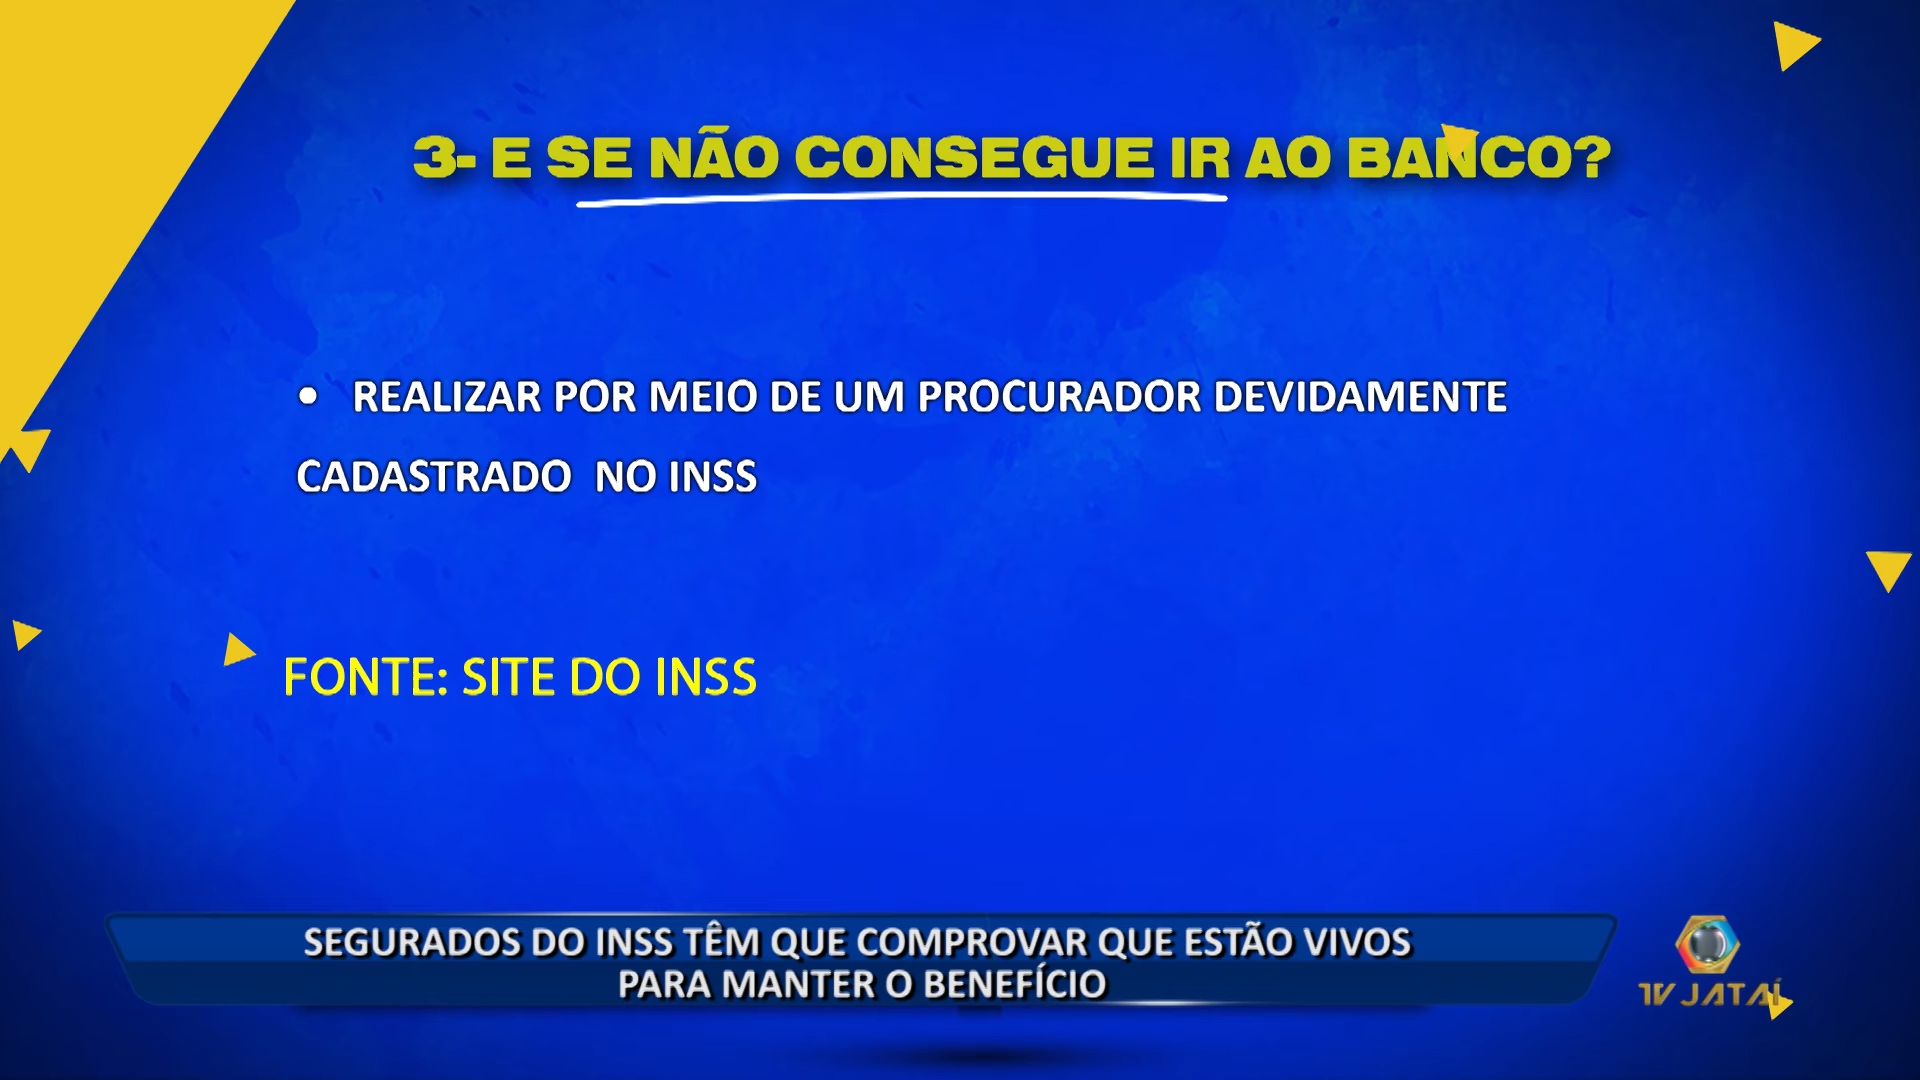 3- E SE NÃO CONSEGUE IR AO BANCO?
• REALIZAR POR MEIO DE UM PROCURADOR DEVIDAMENTE
CADASTRADO NO INSS
FONTE: SITE DO INSS
SEGURADOS DO INSS TÊM QUE COMPROVAR QUE ESTÃO VIVOS
PARA MANTER O BENEFÍCIO
TV JATAÍ